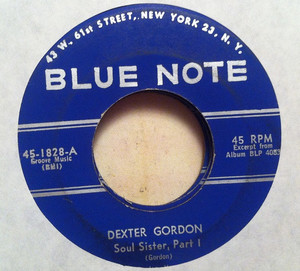 43 W., 61st STREET, NEW YORK 23, N. Y.
BLUE NOTE
45-1828-A
Groove Music
(BMI)
45 RPM
Excerpt from
Album BLP 4083
DEXTER GORDON
Soul Sister, Part 1
(Gordon)